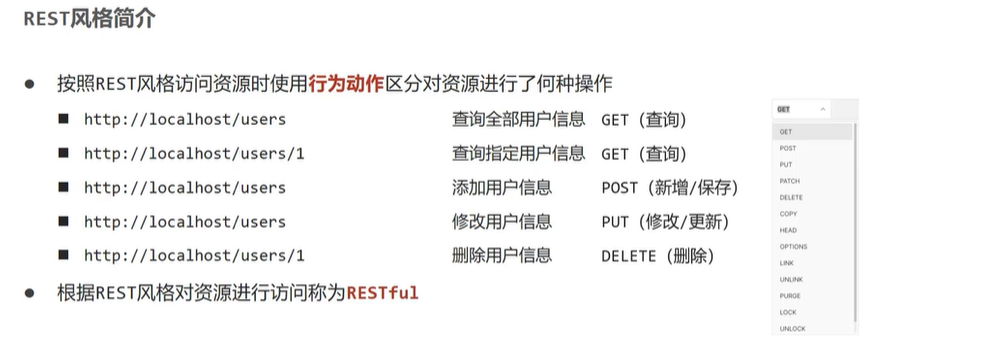 REST风格简介
● 按照REST风格访问资源时使用行为动作区分对资源进行了何种操作
■ http://localhost/users 查询全部用户信息 GET（查询）
■ http://localhost/users/1 查询指定用户信息 GET（查询）
■ http://localhost/users 添加用户信息 POST（新增/保存）
■ http://localhost/users 修改用户信息 PUT（修改/更新）
■ http://localhost/users/1 删除用户信息 DELETE（删除）
● 根据REST风格对资源进行访问称为RESTful
GET
GET
POST
PUT
PATCH
DELETE
COPY
HEAD
OPTIONS
LINK
UNLINK
PURGE
LOCK
UNLOCK